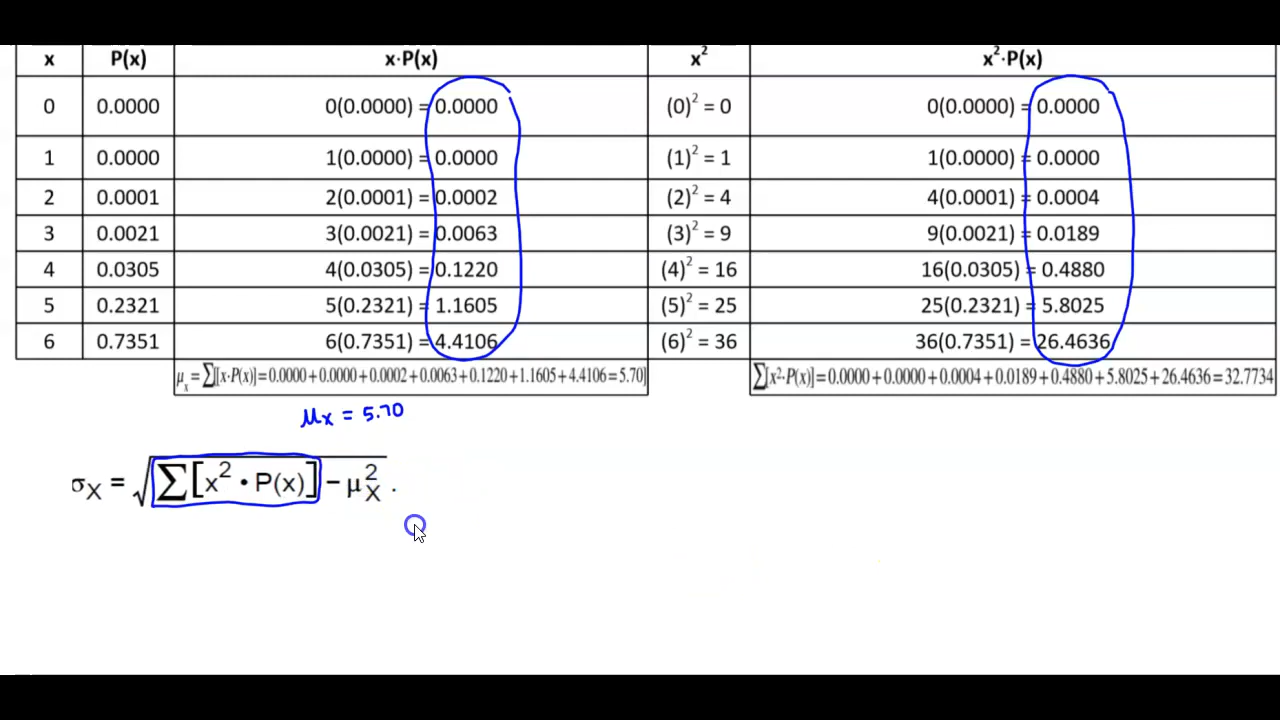 x P(x) x·P(x) x² x²·P(x)
0 0.0000 0(0.0000) = 0.0000 (0)² = 0 0(0.0000) = 0.0000
1 0.0000 1(0.0000) = 0.0000 (1)² = 1 1(0.0000) = 0.0000
2 0.0001 2(0.0001) = 0.0002 (2)² = 4 4(0.0001) = 0.0004
3 0.0021 3(0.0021) = 0.0063 (3)² = 9 9(0.0021) = 0.0189
4 0.0305 4(0.0305) = 0.1220 (4)² = 16 16(0.0305) = 0.4880
5 0.2321 5(0.2321) = 1.1605 (5)² = 25 25(0.2321) = 5.8025
6 0.7351 6(0.7351) = 4.4106 (6)² = 36 36(0.7351) = 26.4636
μₓ = ∑[[x·P(x)] = 0.0000 + 0.0000 + 0.0002 + 0.0063 + 0.1220 + 1.1605 + 4.4106 = 5.70] ∑[x²·P(x)] = 0.0000 + 0.0000 + 0.0004 + 0.0189 + 0.4880 + 5.8025 + 26.4636 = 32.7734
μx = 5.70
σX = √∑[x² • P(x)] − μX² .